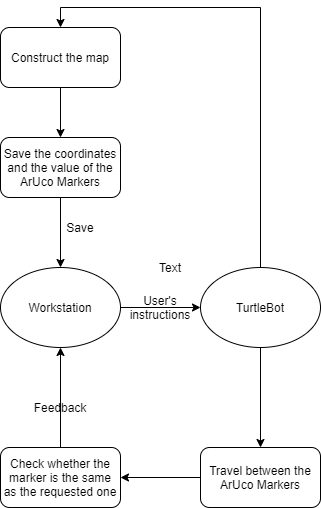 Construct the map
Save the coordinates
and the value of the
ArUco Markers
Save
Text
Workstation
User's
instructions
TurtleBot
Feedback
Check whether the
marker is the same
as the requested one
Travel between the
ArUco Markers